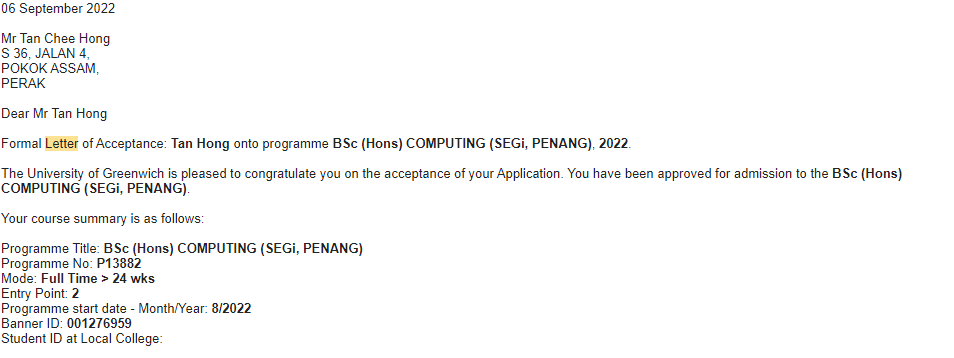 06 September 2022
Mr Tan Chee Hong
S 36, JALAN 4,
POKOK ASSAM,
PERAK
Dear Mr Tan Hong
Formal Letter of Acceptance: Tan Hong onto programme BSc (Hons) COMPUTING (SEGi, PENANG), 2022.
The University of Greenwich is pleased to congratulate you on the acceptance of your Application. You have been approved for admission to the BSc (Hons)
COMPUTING (SEGi, PENANG).
Your course summary is as follows:
Programme Title: BSc (Hons) COMPUTING (SEGi, PENANG)
Programme No: P13882
Mode: Full Time > 24 wks
Entry Point: 2
Programme start date - Month/Year: 8/2022
Banner ID: 001276959
Student ID at Local College: